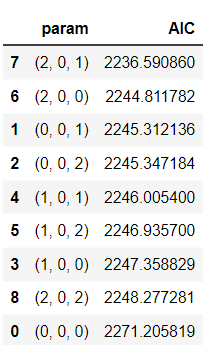 param AIC
7 (2, 0, 1) 2236.590860
6 (2, 0, 0) 2244.811782
1 (0, 0, 1) 2245.312136
2 (0, 0, 2) 2245.347184
4 (1, 0, 1) 2246.005400
5 (1, 0, 2) 2246.935700
3 (1, 0, 0) 2247.358829
8 (2, 0, 2) 2248.277281
0 (0, 0, 0) 2271.205819